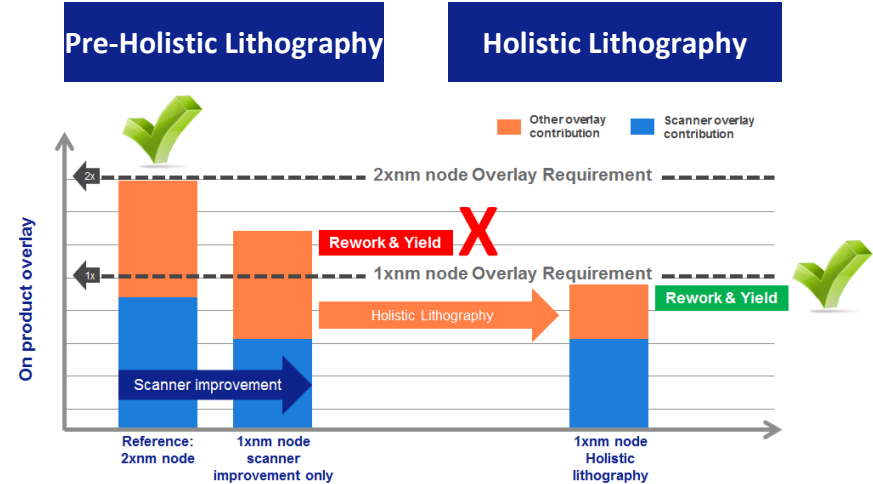 Pre-Holistic Lithography
Holistic Lithography
Other overlay
contribution
Scanner overlay
contribution
2x
2xnm node Overlay Requirement
Rework & Yield
X
1x
1xnm node Overlay Requirement
Rework & Yield
Holistic Lithography
On product overlay
Scanner improvement
Reference:
2xnm node
1xnm node
scanner
improvement only
1xnm node
Holistic
lithography